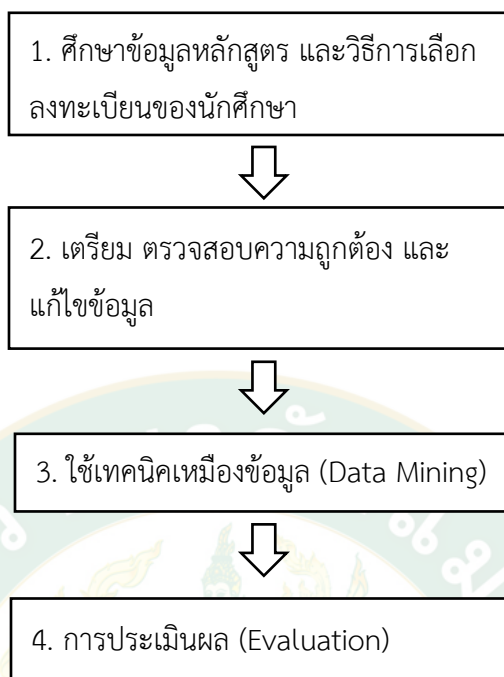 1. ศึกษาข้อมูลหลักสูตร และวิธีการเลือก
ลงทะเบียนของนักศึกษา
2. เตรียม ตรวจสอบความถูกต้อง และ
แก้ไขข้อมูล
3. ใช้เทคนิคเหมืองข้อมูล (Data Mining)
4. การประเมินผล (Evaluation)